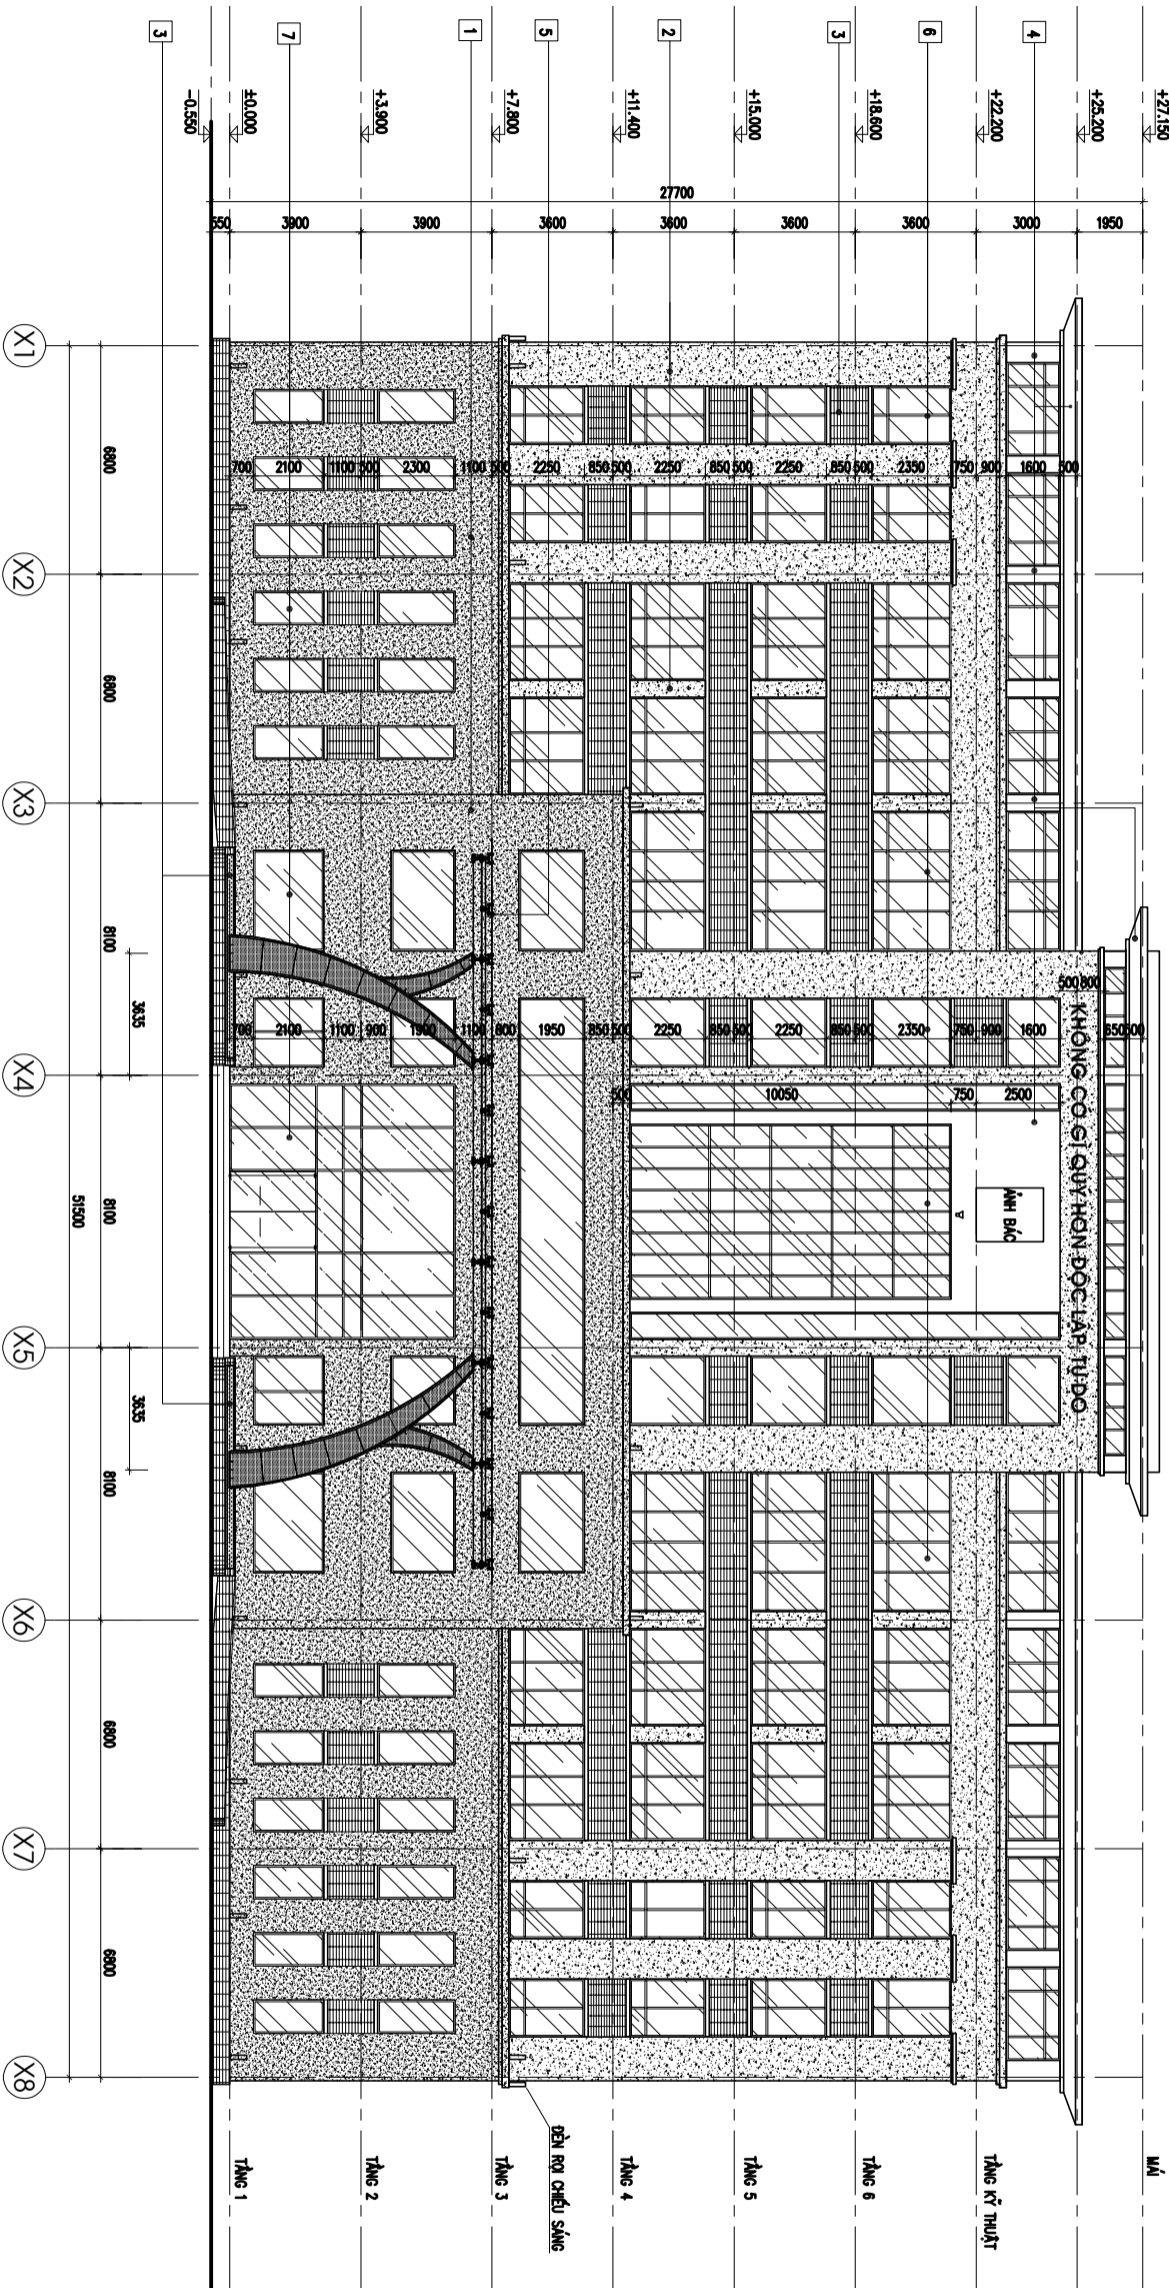 3
7
1
5
2
3
6
4
-0.550
±0.000
+3.900
+7.800
+11.400
+15.000
+18.600
+22.200
+25.200
+27.150
27700
550
3900
3900
3600
3600
3600
3600
3000
1950
700 2100 1100 500 2300 1100 500 2250 850 500 2250 850 500 2250 850 500 2350 750 900 1600 500
700 2100 1100 900 1900 1100 800 1950 850 500 2250 850 500 2250 850 500 2350 750 900 1600
500 800
650 500
500 10050 750 2500
KHÔNG CÓ GÌ QUÝ HƠN ĐỘC LẬP TỰ DO
ẢNH BÁC
6800
6800
8100
3635
8100
3635
8100
6800
6800
51500
3
X1
X2
X3
X4
X5
X6
X7
X8
ĐÈN RỌI CHIẾU SÁNG
TẦNG 1
TẦNG 2
TẦNG 3
TẦNG 4
TẦNG 5
TẦNG 6
TẦNG KỸ THUẬT
MÁI